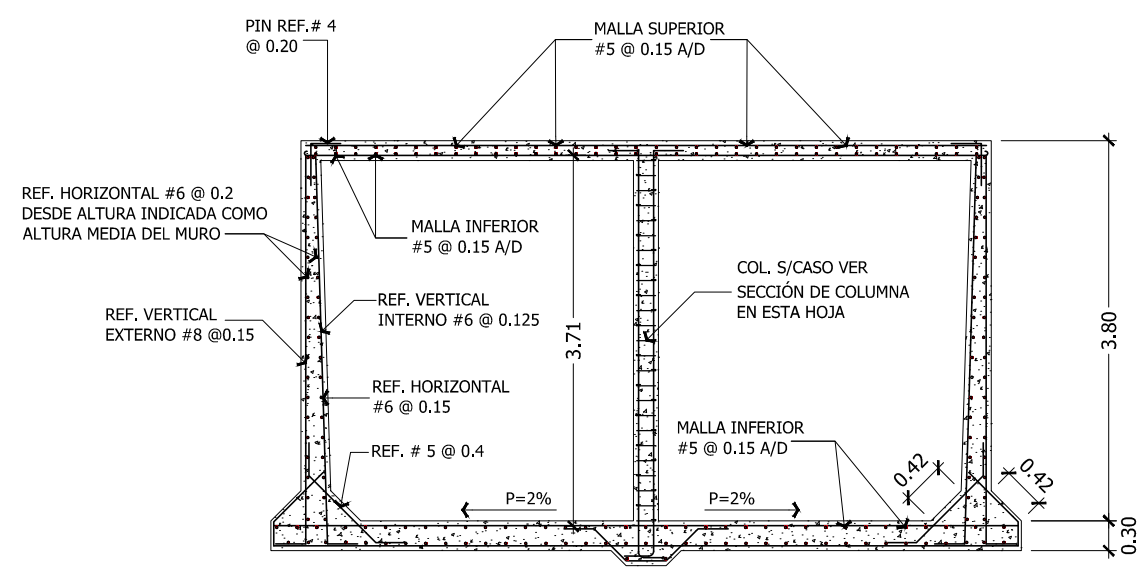 PIN REF.# 4
@ 0.20
MALLA SUPERIOR
#5 @ 0.15 A/D
REF. HORIZONTAL #6 @ 0.2
DESDE ALTURA INDICADA COMO
ALTURA MEDIA DEL MURO
MALLA INFERIOR
#5 @ 0.15 A/D
COL. S/CASO VER
SECCIÓN DE COLUMNA
EN ESTA HOJA
REF. VERTICAL
EXTERNO #8 @0.15
REF. VERTICAL
INTERNO #6 @ 0.125
3.71
3.80
REF. HORIZONTAL
#6 @ 0.15
MALLA INFERIOR
#5 @ 0.15 A/D
REF. # 5 @ 0.4
0.42
0.42
P=2%
P=2%
0.30